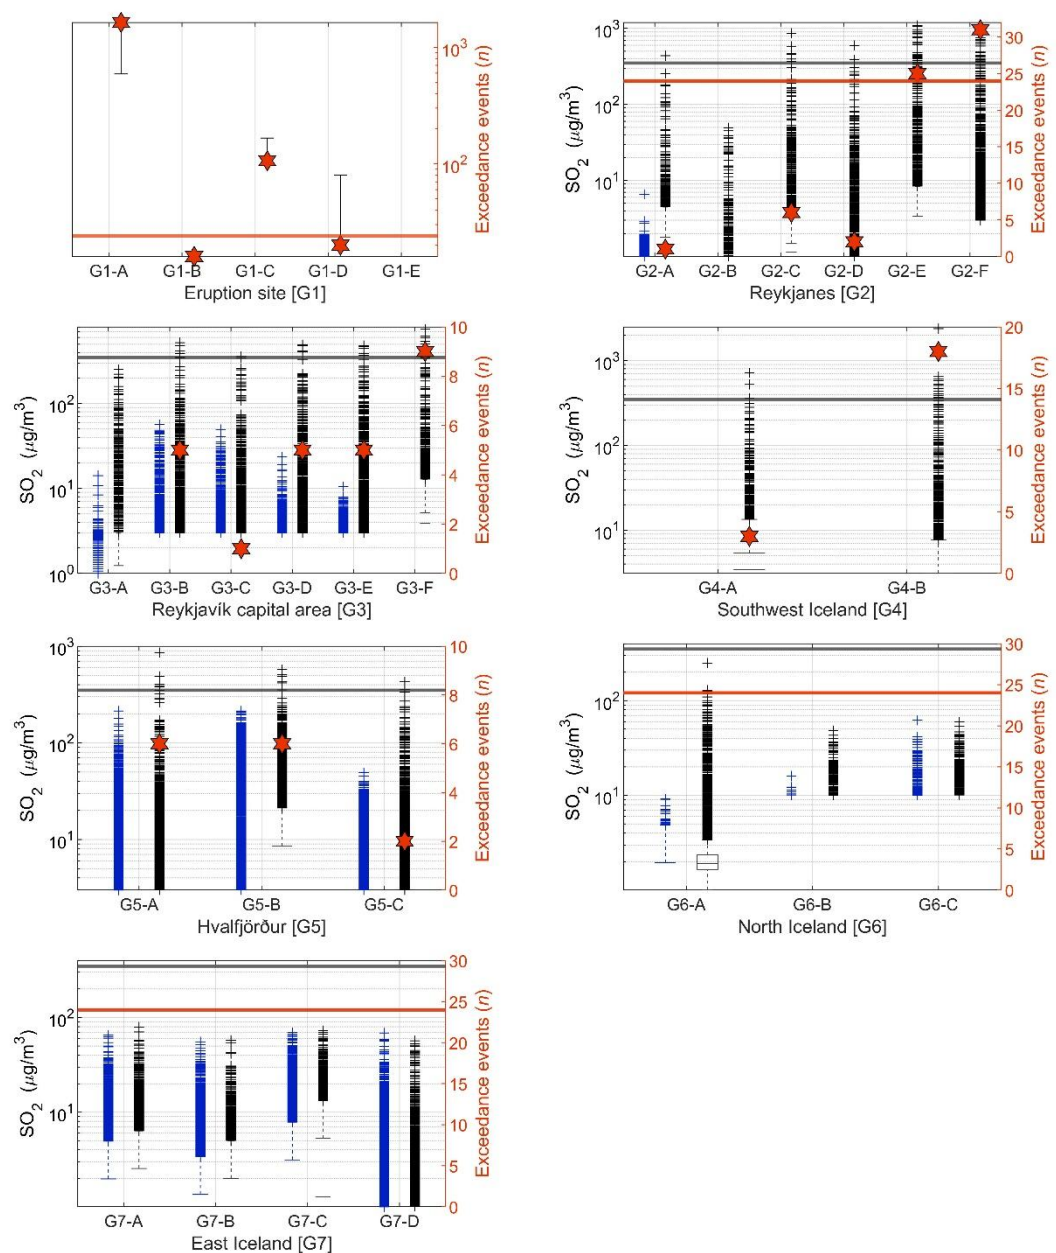 10³
10²
Exceedance events (n)
G1-A G1-B G1-C G1-D G1-E
Eruption site [G1]
10³
10²
10¹
SO₂ (µg/m³)
30
25
20
15
10
5
0
Exceedance events (n)
G2-A G2-B G2-C G2-D G2-E G2-F
Reykjanes [G2]
10²
10¹
10⁰
SO₂ (µg/m³)
10
8
6
4
2
0
Exceedance events (n)
G3-A G3-B G3-C G3-D G3-E G3-F
Reykjavík capital area [G3]
10³
10²
10¹
SO₂ (µg/m³)
20
15
10
5
0
Exceedance events (n)
G4-A G4-B
Southwest Iceland [G4]
10³
10²
10¹
SO₂ (µg/m³)
10
8
6
4
2
0
Exceedance events (n)
G5-A G5-B G5-C
Hvalfjörður [G5]
10²
10¹
SO₂ (µg/m³)
30
25
20
15
10
5
0
Exceedance events (n)
G6-A G6-B G6-C
North Iceland [G6]
10²
10¹
SO₂ (µg/m³)
30
25
20
15
10
5
0
Exceedance events (n)
G7-A G7-B G7-C G7-D
East Iceland [G7]